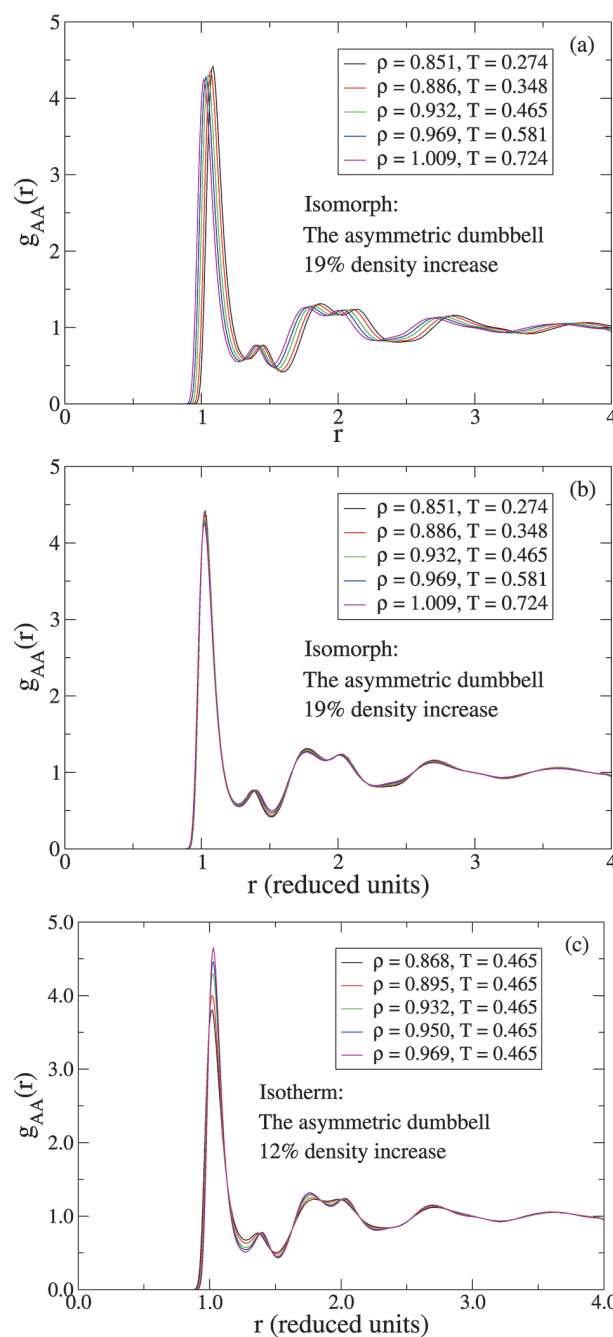 5
(a)
ρ = 0.851, T = 0.274
ρ = 0.886, T = 0.348
4
ρ = 0.932, T = 0.465
ρ = 0.969, T = 0.581
ρ = 1.009, T = 0.724
3
gAA(r)
Isomorph:
The asymmetric dumbbell
2
19% density increase
1
0
0 1 2 3 4
r
5
(b)
ρ = 0.851, T = 0.274
ρ = 0.886, T = 0.348
4
ρ = 0.932, T = 0.465
ρ = 0.969, T = 0.581
ρ = 1.009, T = 0.724
3
gAA(r)
Isomorph:
The asymmetric dumbbell
2
19% density increase
1
0
0 1 2 3 4
r (reduced units)
5.0
(c)
ρ = 0.868, T = 0.465
ρ = 0.895, T = 0.465
4.0
ρ = 0.932, T = 0.465
ρ = 0.950, T = 0.465
ρ = 0.969, T = 0.465
3.0
gAA(r)
Isotherm:
The asymmetric dumbbell
2.0
12% density increase
1.0
0.0
0.0 1.0 2.0 3.0 4.0
r (reduced units)